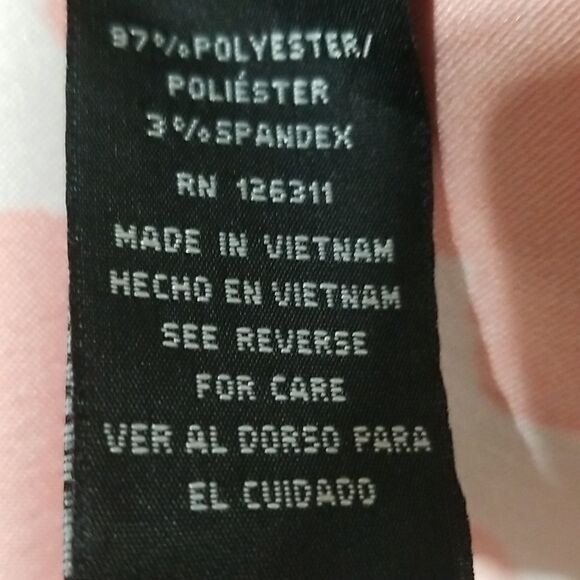 97%POLYESTER/
POLIÉSTER
3%SPANDEX
RN 126311
MADE IN VIETNAM
HECHO EN VIETNAM
SEE REVERSE
FOR CARE
VER AL DORSO PARA
EL CUIDADO